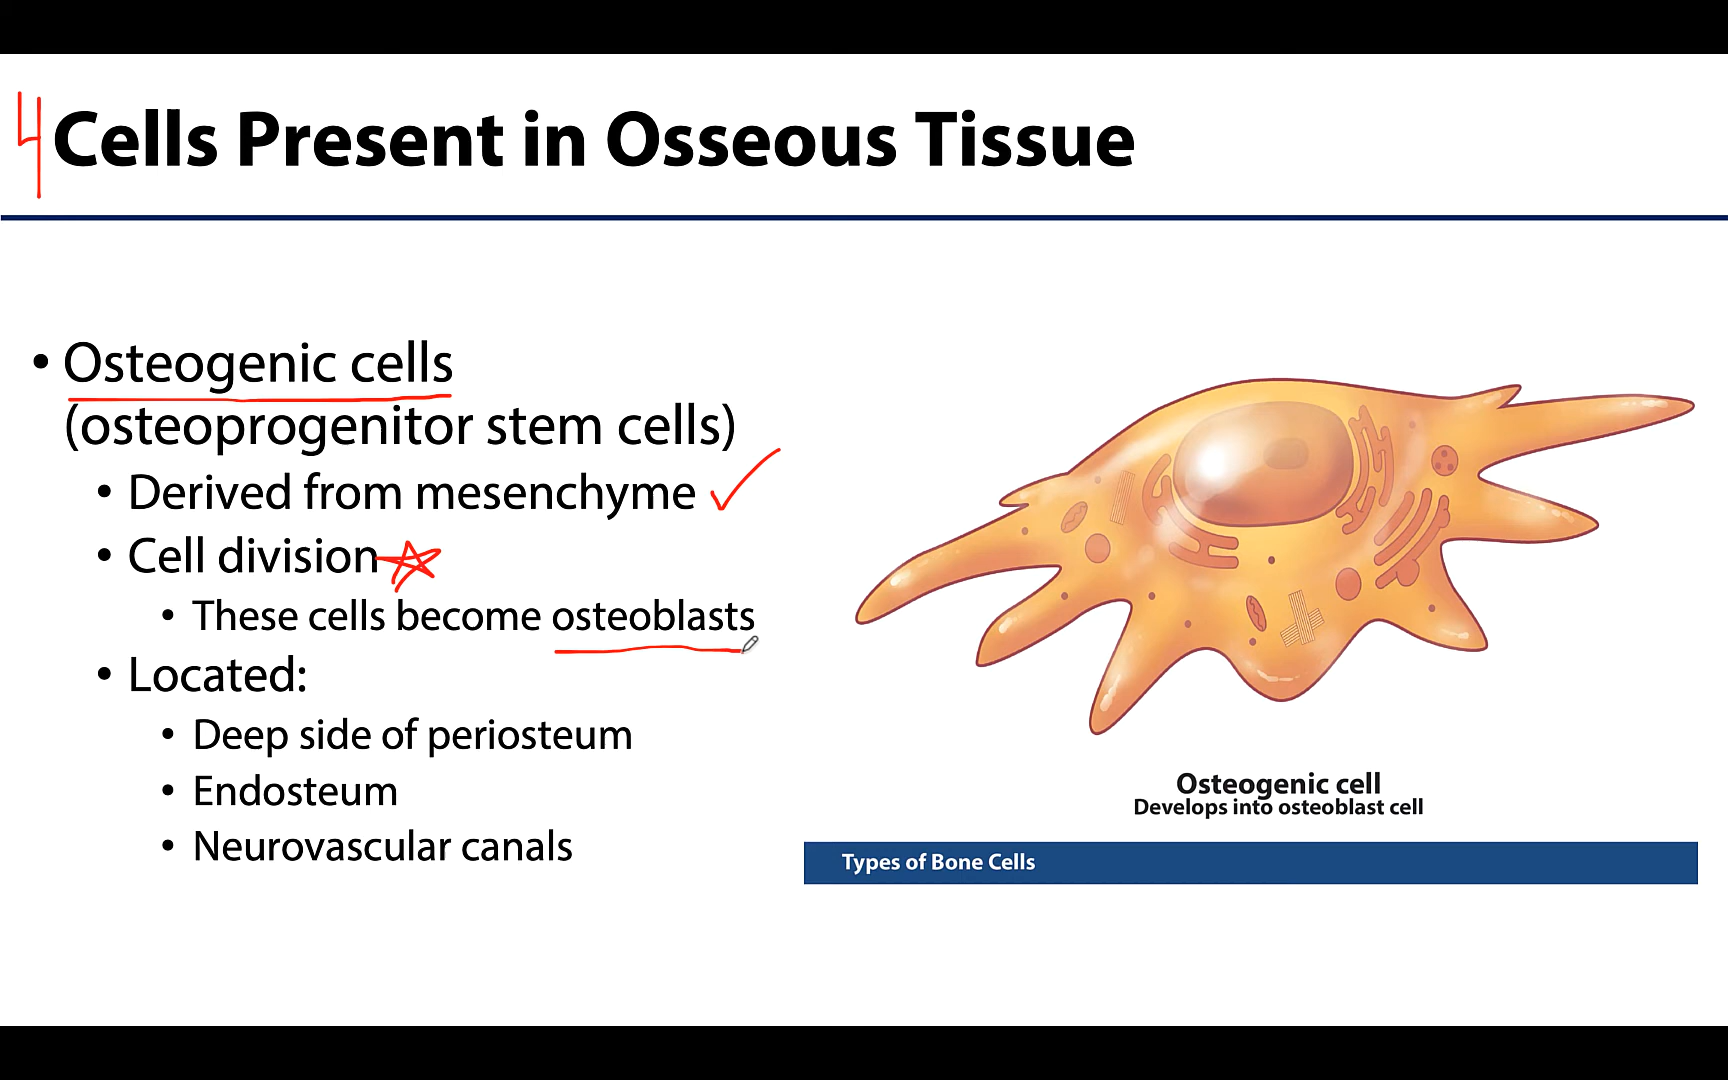 4 Cells Present in Osseous Tissue
• Osteogenic cells
(osteoprogenitor stem cells)
• Derived from mesenchyme
• Cell division
• These cells become osteoblasts
• Located:
• Deep side of periosteum
• Endosteum
• Neurovascular canals
Osteogenic cell
Develops into osteoblast cell
Types of Bone Cells